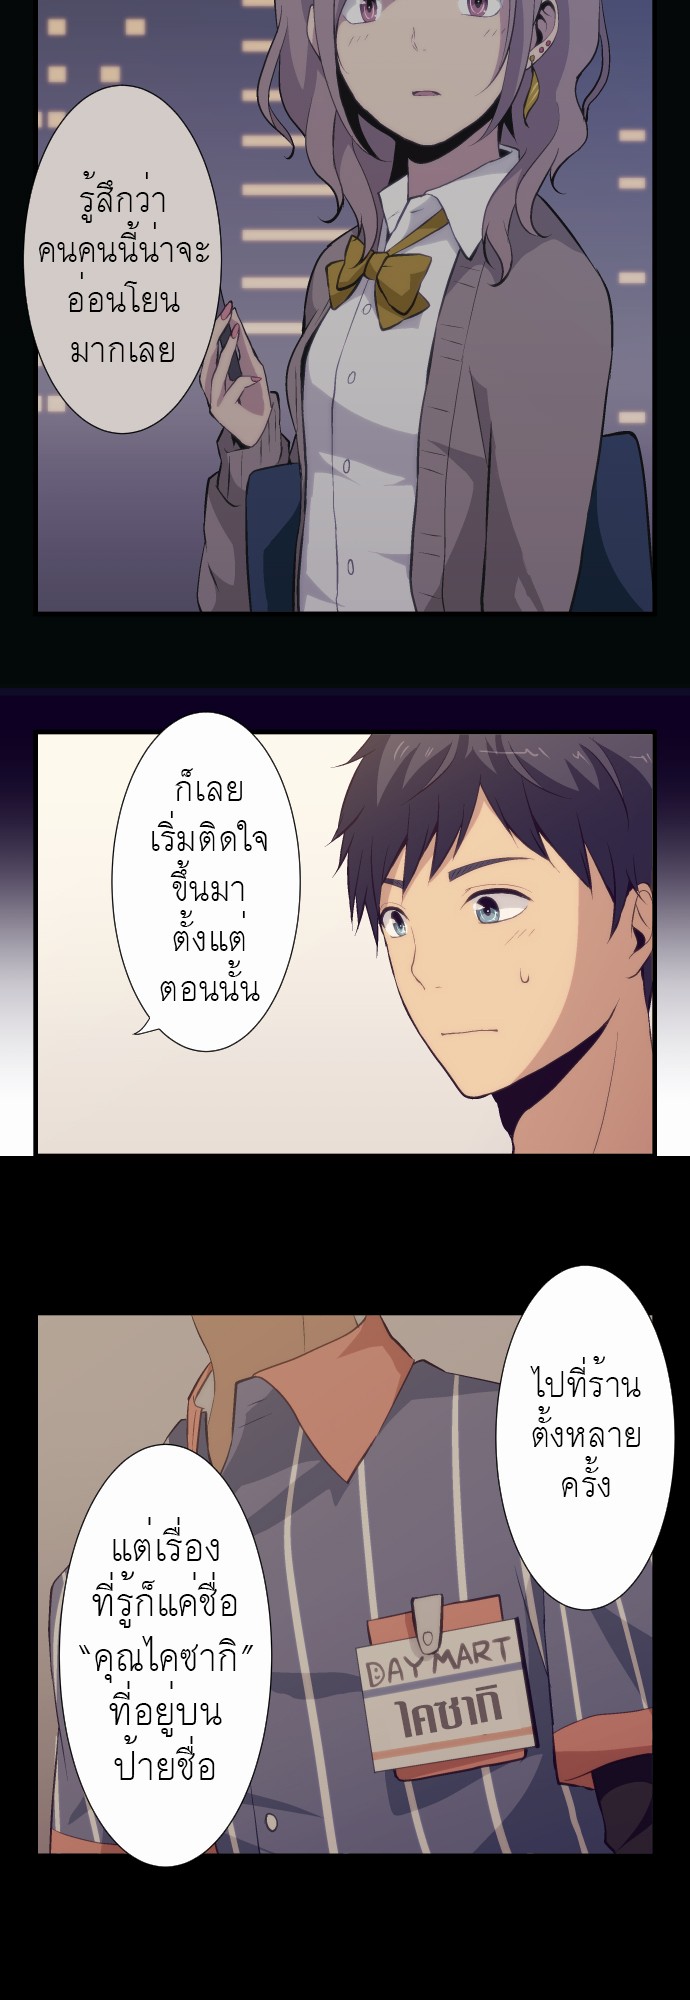 รู้สึกว่า
คนคนนี้น่าจะ
อ่อนโยน
มากเลย
ก็เลย
เริ่มติดใจ
ขึ้นมา
ตั้งแต่
ตอนนั้น
ไปที่ร้าน
ตั้งหลาย
ครั้ง
แต่เรื่อง
ที่รู้ก็แค่ชื่อ
“คุณไคซากิ”
ที่อยู่บน
ป้ายชื่อ
DAY MART
ไคซากิ